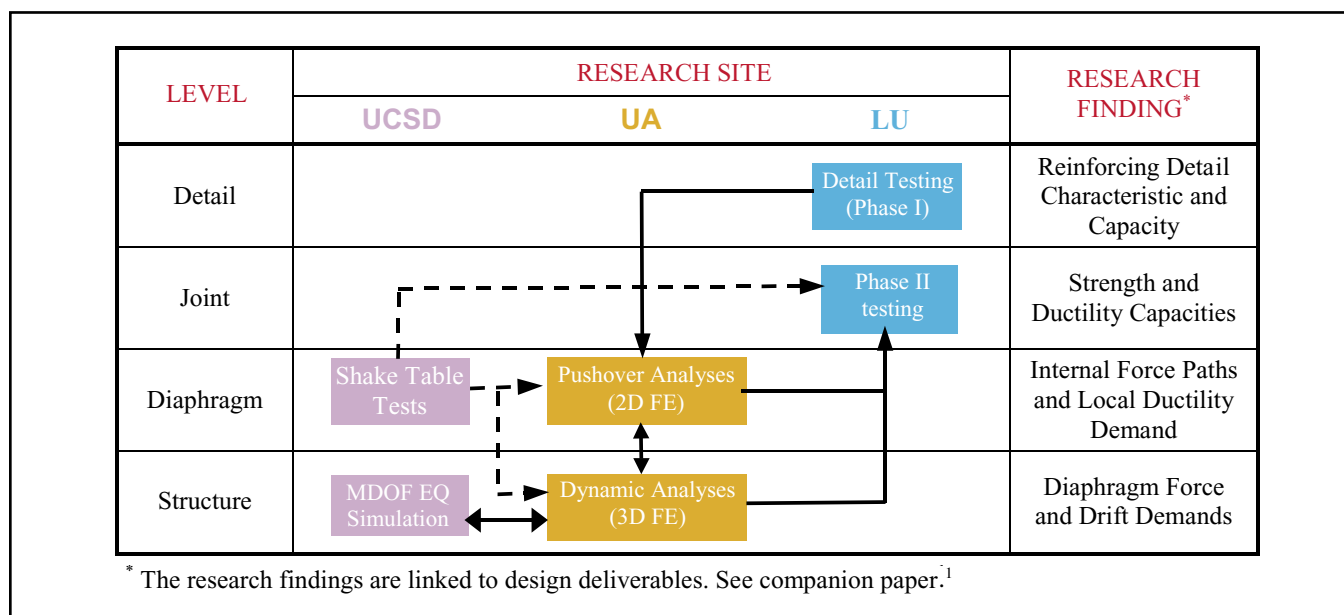 LEVEL
RESEARCH SITE
RESEARCH
FINDING*
UCSD
UA
LU
Detail
Detail Testing
(Phase I)
Reinforcing Detail
Characteristic and
Capacity
Joint
Phase II
testing
Strength and
Ductility Capacities
Diaphragm
Shake Table
Tests
Pushover Analyses
(2D FE)
Internal Force Paths
and Local Ductility
Demand
Structure
MDOF EQ
Simulation
Dynamic Analyses
(3D FE)
Diaphragm Force
and Drift Demands
* The research findings are linked to design deliverables. See companion paper.1